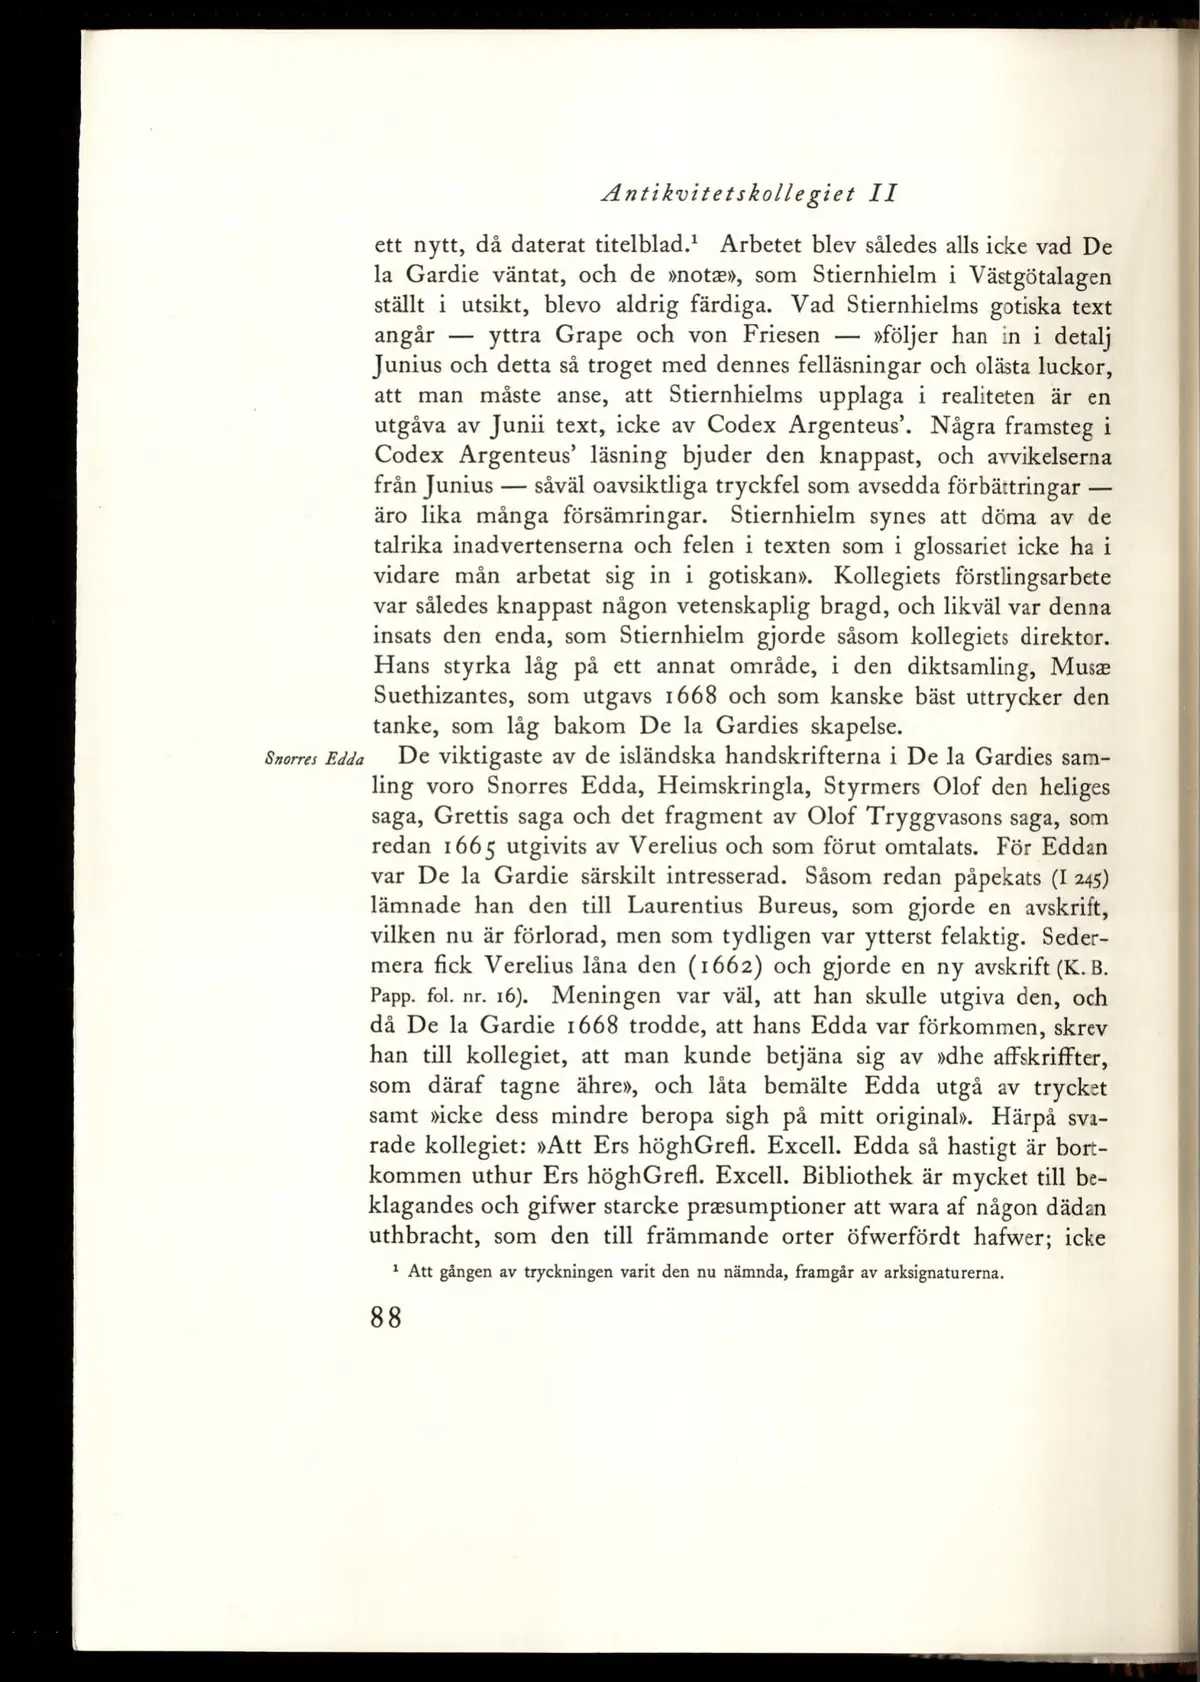 Antikvitetskollegiet II
ett nytt, då daterat titelblad.¹ Arbetet blev således alls icke vad De
la Gardie väntat, och de »notæ», som Stiernhielm i Västgötalagen
ställt i utsikt, blevo aldrig färdiga. Vad Stiernhielms gotiska text
angår — yttra Grape och von Friesen — »följer han in i detalj
Junius och detta så troget med dennes felläsningar och olästa luckor,
att man måste anse, att Stiernhielms upplaga i realiteten är en
utgåva av Junii text, icke av Codex Argenteus’. Några framsteg i
Codex Argenteus’ läsning bjuder den knappast, och avvikelserna
från Junius — såväl oavsiktliga tryckfel som avsedda förbättringar —
äro lika många försämringar. Stiernhielm synes att döma av de
talrika inadvertenserna och felen i texten som i glossariet icke ha i
vidare mån arbetat sig in i gotiskan». Kollegiets förstlingsarbete
var således knappast någon vetenskaplig bragd, och likväl var denna
insats den enda, som Stiernhielm gjorde såsom kollegiets direktor.
Hans styrka låg på ett annat område, i den diktsamling, Musæ
Suethizantes, som utgavs 1668 och som kanske bäst uttrycker den
tanke, som låg bakom De la Gardies skapelse.
Snorres Edda De viktigaste av de isländska handskrifterna i De la Gardies sam-
ling voro Snorres Edda, Heimskringla, Styrmers Olof den heliges
saga, Grettis saga och det fragment av Olof Tryggvasons saga, som
redan 1665 utgivits av Verelius och som förut omtalats. För Eddan
var De la Gardie särskilt intresserad. Såsom redan påpekats (I 245)
lämnade han den till Laurentius Bureus, som gjorde en avskrift,
vilken nu är förlorad, men som tydligen var ytterst felaktig. Seder-
mera fick Verelius låna den (1662) och gjorde en ny avskrift (K. B.
Papp. fol. nr. 16). Meningen var väl, att han skulle utgiva den, och
då De la Gardie 1668 trodde, att hans Edda var förkommen, skrev
han till kollegiet, att man kunde betjäna sig av »dhe affskriffter,
som däraf tagne ähre», och låta bemälte Edda utgå av trycket
samt »icke dess mindre beropa sigh på mitt original». Härpå sva-
rade kollegiet: »Att Ers höghGrefl. Excell. Edda så hastigt är bort-
kommen uthur Ers höghGrefl. Excell. Bibliothek är mycket till be-
klagandes och gifwer starcke præsumptioner att wara af någon dädan
uthbracht, som den till främmande orter öfwerfördt hafwer; icke
¹ Att gången av tryckningen varit den nu nämnda, framgår av arksignaturerna.
88